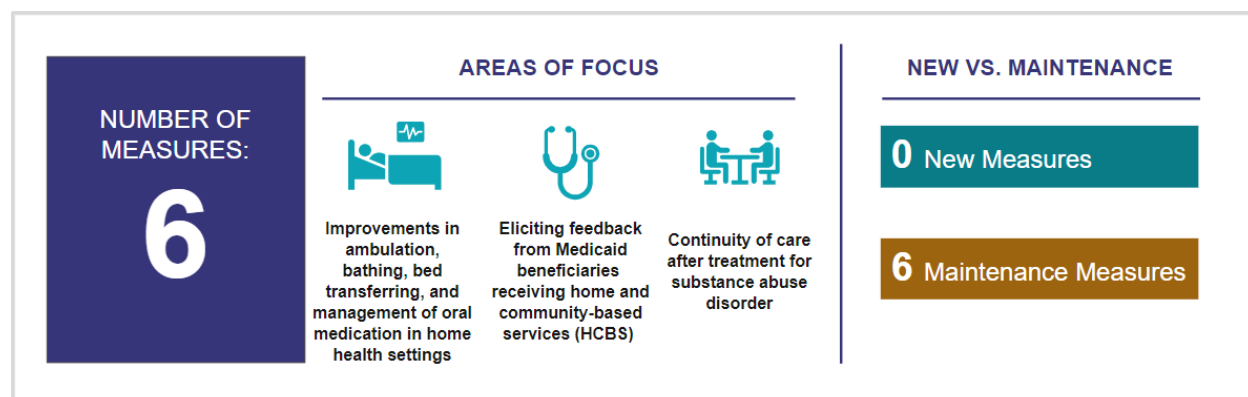 NUMBER OF
MEASURES:
6
AREAS OF FOCUS
Improvements in
ambulation,
bathing, bed
transferring, and
management of oral
medication in home
health settings
Eliciting feedback
from Medicaid
beneficiaries
receiving home and
community-based
services (HCBS)
Continuity of care
after treatment for
substance abuse
disorder
NEW VS. MAINTENANCE
0 New Measures
6 Maintenance Measures